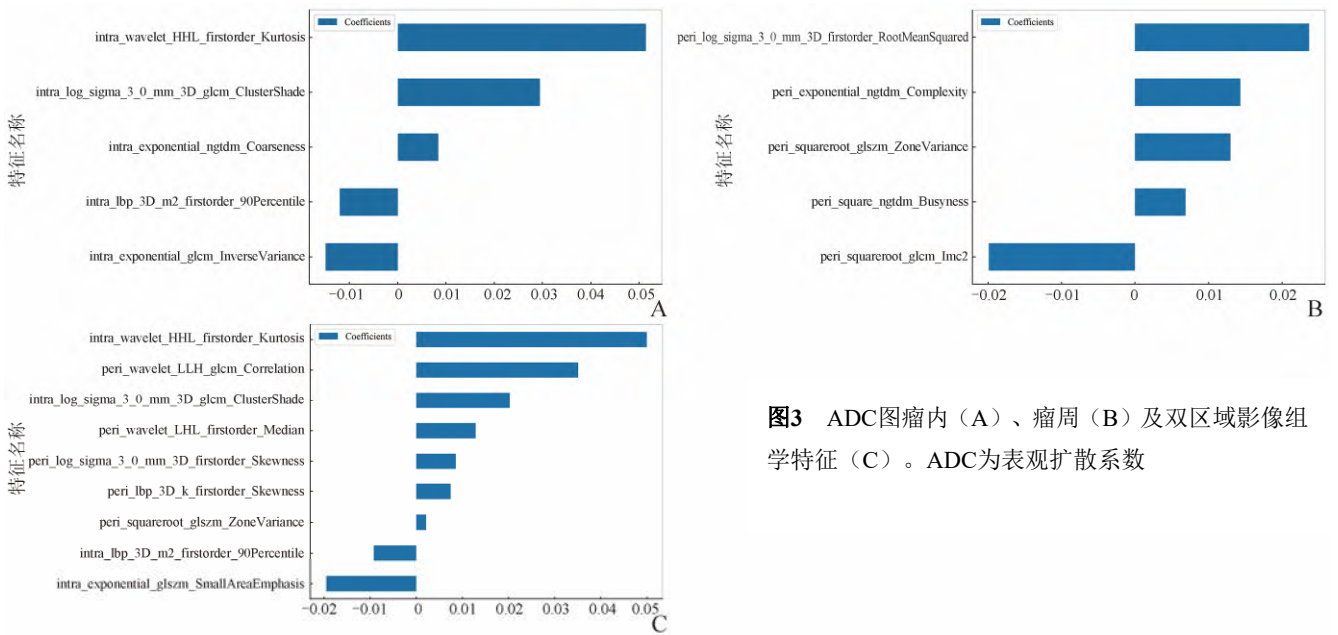 Coefficients
特征名称
intra_wavelet_HHL_firstorder_Kurtosis
intra_log_sigma_3_0_mm_3D_glcm_ClusterShade
intra_exponential_ngtdm_Coarseness
intra_lbp_3D_m2_firstorder_90Percentile
intra_exponential_glcm_InverseVariance
−0.01 0 0.01 0.02 0.03 0.04 0.05
A
Coefficients
特征名称
peri_log_sigma_3_0_mm_3D_firstorder_RootMeanSquared
peri_exponential_ngtdm_Complexity
peri_squareroot_glszm_ZoneVariance
peri_square_ngtdm_Busyness
peri_squareroot_glcm_Imc2
−0.02 −0.01 0 0.01 0.02
B
Coefficients
特征名称
intra_wavelet_HHL_firstorder_Kurtosis
peri_wavelet_LLH_glcm_Correlation
intra_log_sigma_3_0_mm_3D_glcm_ClusterShade
peri_wavelet_LHL_firstorder_Median
peri_log_sigma_3_0_mm_3D_firstorder_Skewness
peri_lbp_3D_k_firstorder_Skewness
peri_squareroot_glszm_ZoneVariance
intra_lbp_3D_m2_firstorder_90Percentile
intra_exponential_glszm_SmallAreaEmphasis
−0.02 −0.01 0 0.01 0.02 0.03 0.04 0.05
C
图3 ADC图瘤内（A）、瘤周（B）及双区域影像组
学特征（C）。ADC为表观扩散系数